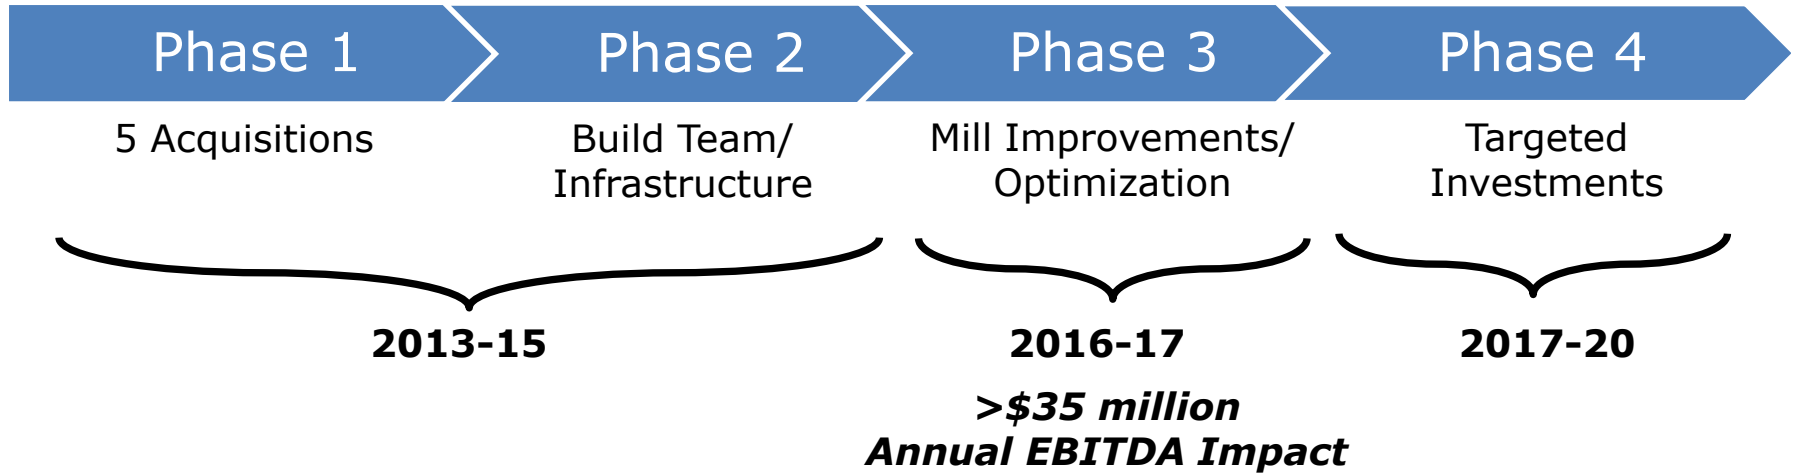 Phase 1
Phase 2
Phase 3
Phase 4
5 Acquisitions
Build Team/
Infrastructure
Mill Improvements/
Optimization
Targeted
Investments
2013-15
2016-17
2017-20
>$35 million
Annual EBITDA Impact